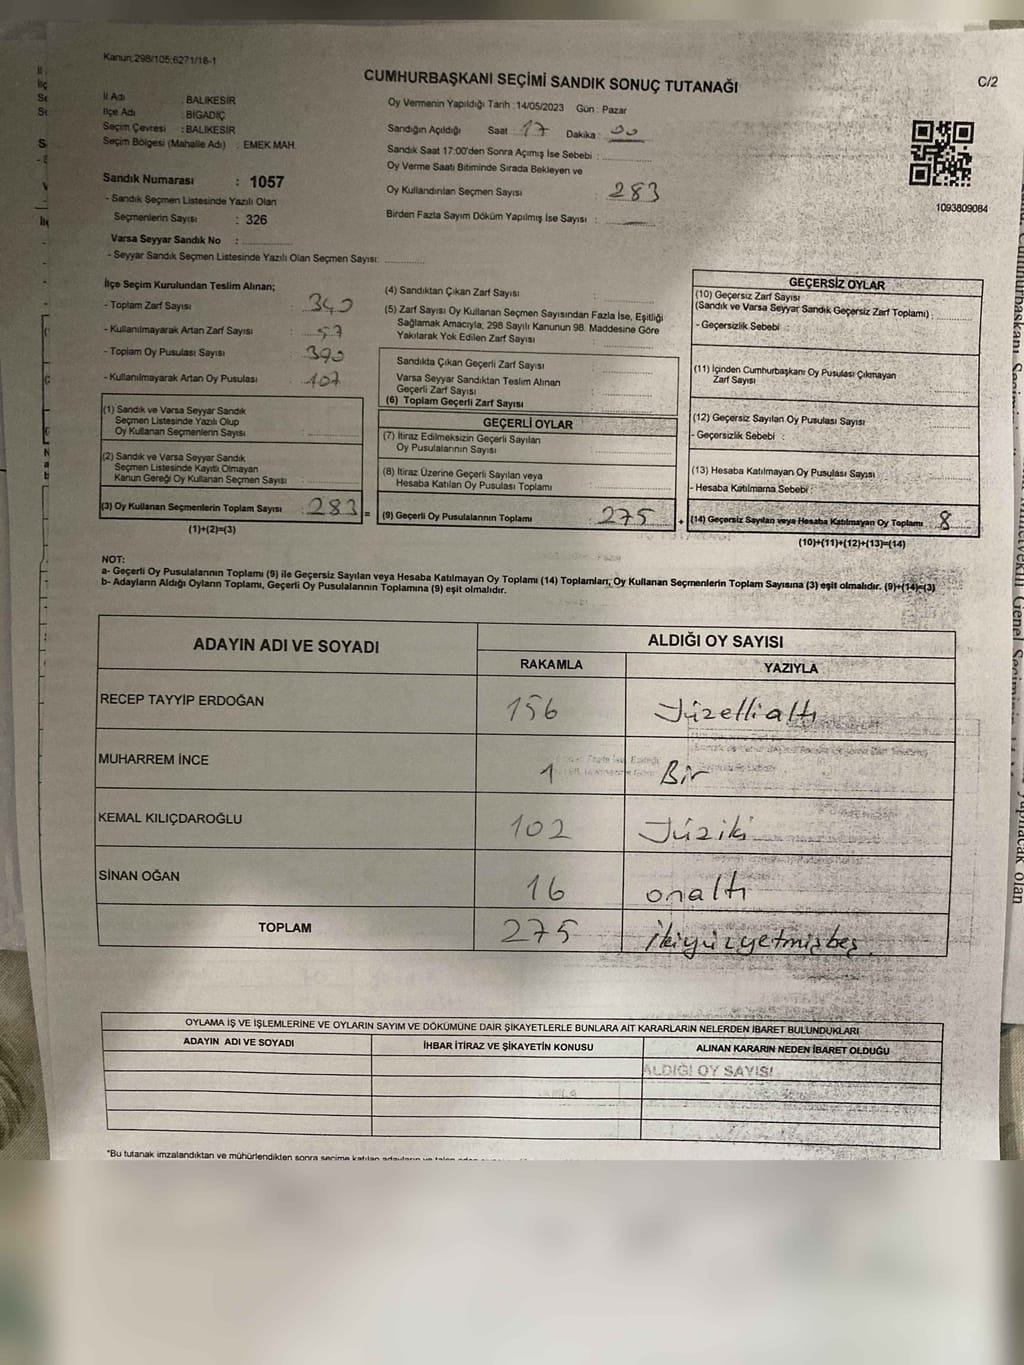 Kanun;298/105;6271/18-1
CUMHURBAŞKANI SEÇİMİ SANDIK SONUÇ TUTANAĞI
C/2
İl Adı : BALIKESİR
İlçe Adı : BİGADİÇ
Seçim Çevresi : BALIKESİR
Seçim Bölgesi (Mahalle Adı) : EMEK MAH.
Sandık Numarası : 1057
- Sandık Seçmen Listesinde Yazılı Olan
Seçmenlerin Sayısı : 326
Varsa Seyyar Sandık No :
- Seyyar Sandık Seçmen Listesinde Yazılı Olan Seçmen Sayısı:
Oy Vermenin Yapıldığı Tarih : 14/05/2023 Gün : Pazar
Sandığın Açıldığı Saat : 17 Dakika : 00
Sandık Saat 17:00'den Sonra Açımış İse Sebebi :
Oy Verme Saati Bitiminde Sırada Bekleyen ve
Oy Kullandırılan Seçmen Sayısı : 283
Birden Fazla Sayım Döküm Yapılmış İse Sayısı :
1093809084
İlçe Seçim Kurulundan Teslim Alınan;
- Toplam Zarf Sayısı : 340
- Kullanılmayarak Artan Zarf Sayısı : 57
- Toplam Oy Pusulası Sayısı : 390
- Kullanılmayarak Artan Oy Pusulası : 107
(1) Sandık ve Varsa Seyyar Sandık
Seçmen Listesinde Yazılı Olup
Oy Kullanan Seçmenlerin Sayısı :
(2) Sandık ve Varsa Seyyar Sandık
Seçmen Listesinde Kayıtlı Olmayan
Kanun Gereği Oy Kullanan Seçmen Sayısı :
(3) Oy Kullanan Seçmenlerin Toplam Sayısı : 283 =
(1)+(2)=(3)
(4) Sandıktan Çıkan Zarf Sayısı :
(5) Zarf Sayısı Oy Kullanan Seçmen Sayısından Fazla İse, Eşitliği
Sağlamak Amacıyla, 298 Sayılı Kanunun 98. Maddesine Göre
Yakılarak Yok Edilen Zarf Sayısı :
Sandıkta Çıkan Geçerli Zarf Sayısı :
Varsa Seyyar Sandıktan Teslim Alınan
Geçerli Zarf Sayısı :
(6) Toplam Geçerli Zarf Sayısı :
GEÇERLİ OYLAR
(7) İtiraz Edilmeksizin Geçerli Sayılan
Oy Pusulalarının Sayısı :
(8) İtiraz Üzerine Geçerli Sayılan veya
Hesaba Katılan Oy Pusulası Toplamı :
(9) Geçerli Oy Pusulalarının Toplamı : 275 +
GEÇERSİZ OYLAR
(10) Geçersiz Zarf Sayısı
(Sandık ve Varsa Seyyar Sandık Geçersiz Zarf Toplamı) :
- Geçersizlik Sebebi :
(11) İçinden Cumhurbaşkanı Oy Pusulası Çıkmayan
Zarf Sayısı :
(12) Geçersiz Sayılan Oy Pusulası Sayısı :
- Geçersizlik Sebebi :
(13) Hesaba Katılmayan Oy Pusulası Sayısı :
- Hesaba Katılmama Sebebi :
(14) Geçersiz Sayılan veya Hesaba Katılmayan Oy Toplamı : 8
(10)+(11)+(12)+(13)=(14)
NOT:
a- Geçerli Oy Pusulasının Toplamı (9) ile Geçersiz Sayılan veya Hesaba Katılmayan Oy Toplamı (14) Toplamları, Oy Kullanan Seçmenlerin Toplam Sayısına (3) eşit olmalıdır. (9)+(14)=(3)
b- Adayların Aldığı Oyların Toplamı, Geçerli Oy Pusulalarının Toplamına (9) eşit olmalıdır.
ADAYIN ADI VE SOYADI ALDIĞI OY SAYISI
RAKAMLA YAZIYLA
RECEP TAYYİP ERDOĞAN 156 Yüzellialtı
MUHARREM İNCE 1 Bir
KEMAL KILIÇDAROĞLU 102 Yüziki
SİNAN OĞAN 16 onaltı
TOPLAM 275 İkiyüzyetmişbeş
OYLAMA İŞ VE İŞLEMLERİNE VE OYLARIN SAYIM VE DÖKÜMÜNE DAİR ŞİKAYETLERLE BUNLARA AİT KARARLARIN NELERDEN İBARET BULUNDUKLARI
ADAYIN ADI VE SOYADI İHBAR İTİRAZ VE ŞİKAYETİN KONUSU ALINAN KARARIN NEDEN İBARET OLDUĞU
ALDIĞI OY SAYISI
"Bu tutanak imzalandıktan ve mühürlendikten sonra seçime katılan adayların